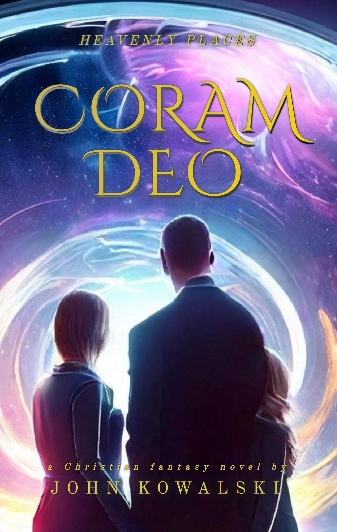 HEAVENLY PLACES
CORAM
DEO
a Christian fantasy novel by
JOHN KOWALSKI